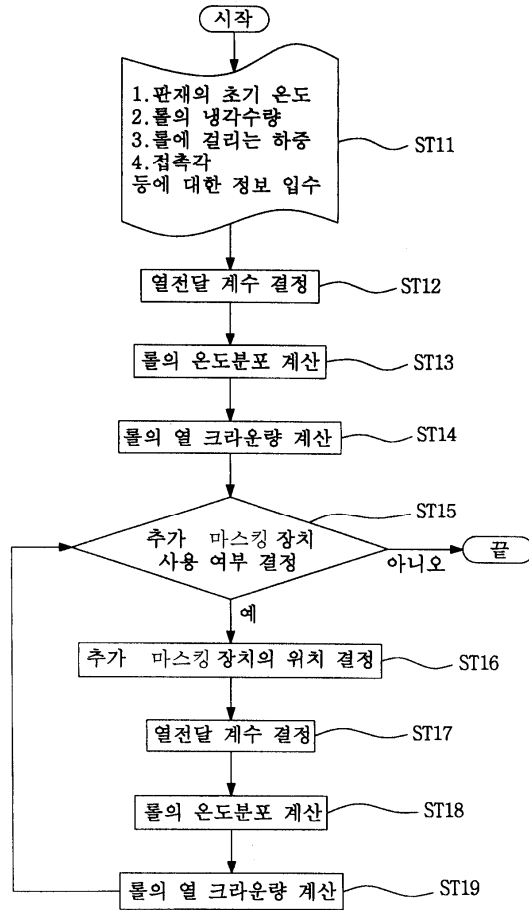 시작
1.판재의 초기 온도
2.롤의 냉각수량
3.롤에 걸리는 하중
4.접촉각
등에 대한 정보 입수
ST11
열전달 계수 결정
ST12
롤의 온도분포 계산
ST13
롤의 열 크라운량 계산
ST14
ST15
추가 마스킹 장치
사용 여부 결정
아니오
끝
예
추가 마스킹 장치의 위치 결정
ST16
열전달 계수 결정
ST17
롤의 온도분포 계산
ST18
롤의 열 크라운량 계산
ST19